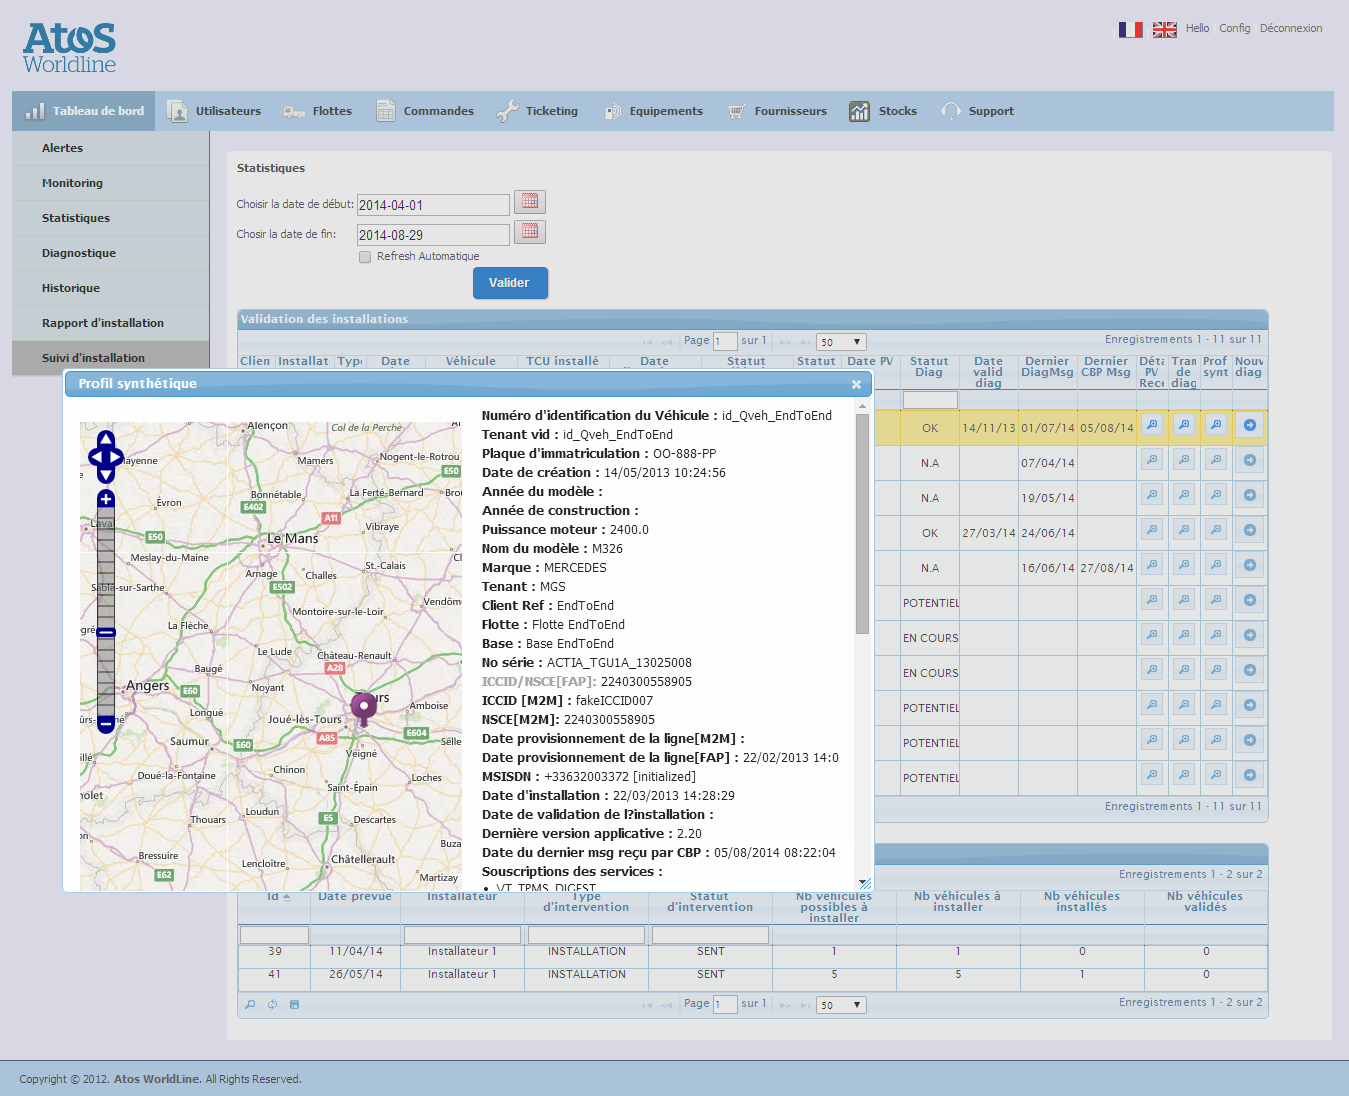 Atos
Worldline
Hello Config Déconnexion
Tableau de bord Utilisateurs Flottes Commandes Ticketing Equipements Fournisseurs Stocks Support
Alertes
Monitoring
Statistiques
Diagnostique
Historique
Rapport d'installation
Suivi d'installation
Statistiques
Choisir la date de début: 2014-04-01
Chosir la date de fin: 2014-08-29
Refresh Automatique
Valider
Validation des installations
Page 1 sur 1 50 Enregistrements 1 - 11 sur 11
Clien Installat Type Date Véhicule TCU installé Date Statut Statut Date PV Statut Diag Date valid diag Dernier DiagMsg Dernier CBP Msg Déta PV Rece Tram de diag Prof synt Nouv diag
OK 14/11/13 01/07/14 05/08/14
N.A 07/04/14
N.A 19/05/14
OK 27/03/14 24/06/14
N.A 16/06/14 27/08/14
POTENTIEL
EN COURS
EN COURS
POTENTIEL
POTENTIEL
POTENTIEL
Enregistrements 1 - 11 sur 11
Profil synthétique
Alençon
Col de la Perche
Mamers
Nogent-le-Rotrou
E50
Bonnétable
La Ferté-Bernard
Évron
E402
A11
Vibraye
E50
Le Mans
Meslay-du-Maine
Arnage
Challes
St.-Calais
Sablé-sur-Sarthe
E502
Montoire-sur-le-Loir
Vendôm
La Flèche
Le Lude
Château-Renault
Baugé
A28
Angers
E60
Noyant
Amboise
Joué-lès-Tours
A85
E604
Saumur
E60
Veigné
Doué-la-Fontaine
Chinon
Loches
Saint-Épain
Thouars
Loudun
E5
Descartes
Bressuire
Lencloître
Châtellerault
E62
Martizay
Numéro d'identification du Véhicule : id_Qveh_EndToEnd
Tenant vid : id_Qveh_EndToEnd
Plaque d'immatriculation : OO-888-PP
Date de création : 14/05/2013 10:24:56
Année du modèle :
Année de construction :
Puissance moteur : 2400.0
Nom du modèle : M326
Marque : MERCEDES
Tenant : MGS
Client Ref : EndToEnd
Flotte : Flotte EndToEnd
Base : Base EndToEnd
No série : ACTIA_TGU1A_13025008
ICCID/NSCE[FAP]: 2240300558905
ICCID [M2M] : fakeICCID007
NSCE[M2M]: 2240300558905
Date provisionnement de la ligne[M2M] :
Date provisionnement de la ligne[FAP] : 22/02/2013 14:0
MSISDN : +33632003372 [initialized]
Date d'installation : 22/03/2013 14:28:29
Date de validation de l?installation :
Dernière version applicative : 2.20
Date du dernier msg reçu par CBP : 05/08/2014 08:22:04
Souscriptions des services :
• VT_TPMS_DIGEST
Enregistrements 1 - 2 sur 2
Id Date prévue Installateur Type d'intervention Statut d'intervention Nb véhicules possibles à installer Nb véhicules à installer Nb véhicules installés Nb véhicules validés
39 11/04/14 Installateur 1 INSTALLATION SENT 1 1 0 0
41 26/05/14 Installateur 1 INSTALLATION SENT 5 5 1 0
Page 1 sur 1 50 Enregistrements 1 - 2 sur 2
Copyright © 2012. Atos WorldLine. All Rights Reserved.